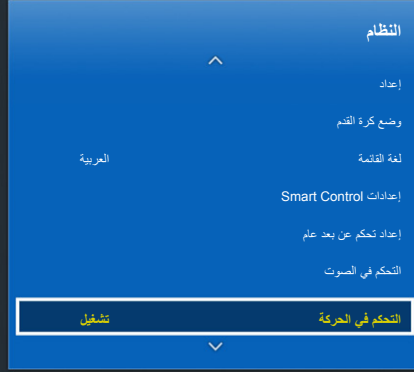 النظام
إعداد
وضع كرة القدم
لغة القائمة العربية
إعدادات Smart Control
إعداد تحكم عن بعد عام
التحكم في الصوت
التحكم في الحركة تشغيل